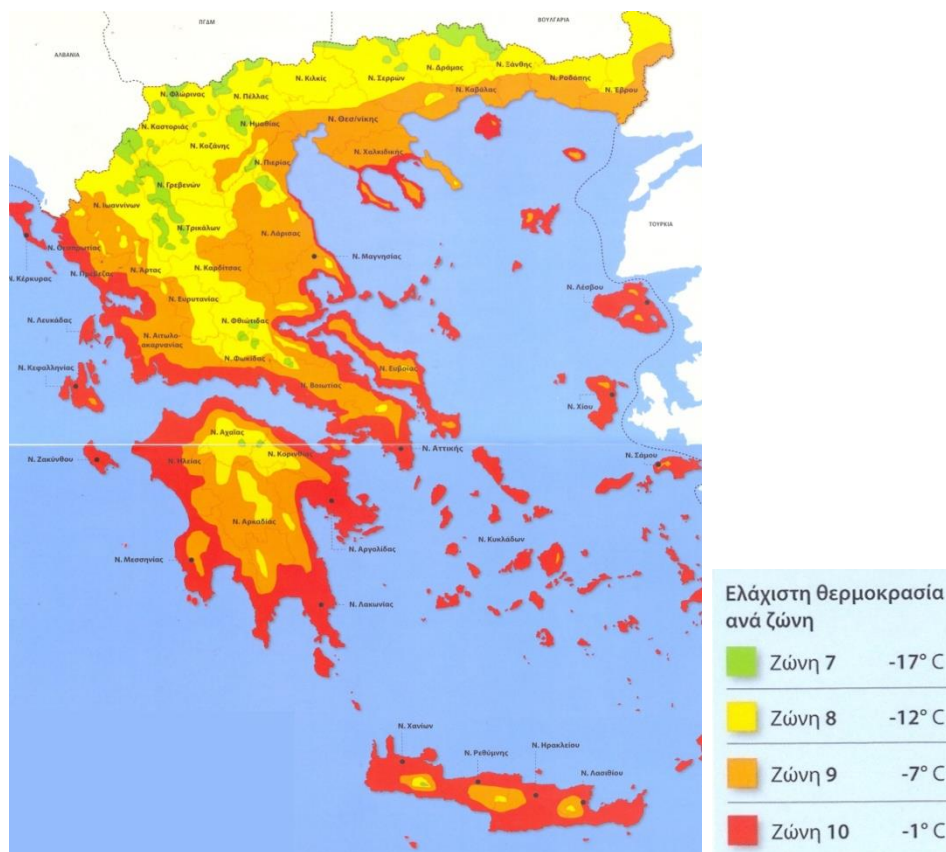 ΠΓΔΜ
ΒΟΥΛΓΑΡΙΑ
ΑΛΒΑΝΙΑ
Ν. Ξάνθης
Ν. Δράμας
Ν. Κιλκίς
Ν. Σερρών
Ν. Ροδόπης
Ν. Φλώρινας
Ν. Πέλλας
Ν. Καβάλας
Ν. Έβρου
Ν. Καστοριάς
Ν. Ημαθίας
Ν. Θεσ/νίκης
Ν. Κοζάνης
Ν. Χαλκιδικής
Ν. Πιερίας
Ν. Γρεβενών
Ν. Ιωαννίνων
ΤΟΥΡΚΙΑ
Ν. Τρικάλων
Ν. Λάρισας
Ν. Θεσπρωτίας
Ν. Μαγνησίας
Ν. Πρέβεζας
Ν. Άρτας
Ν. Καρδίτσας
Ν. Κέρκυρας
Ν. Λέσβου
Ν. Ευρυτανίας
Ν. Λευκάδας
Ν. Φθιώτιδας
Ν. Αιτωλο-
ακαρνανίας
Ν. Φωκίδας
Ν. Κεφαλληνίας
Ν. Ευβοίας
Ν. Βοιωτίας
Ν. Χίου
Ν. Αχαΐας
Ν. Αττικής
Ν. Κορινθίας
Ν. Ζακύνθου
Ν. Ηλείας
Ν. Σάμου
Ν. Αρκαδίας
Ν. Κυκλάδων
Ν. Αργολίδας
Ν. Μεσσηνίας
Ν. Λακωνίας
Ν. Χανίων
Ν. Ηρακλείου
Ν. Ρεθύμνης
Ν. Λασιθίου
Ελάχιστη θερμοκρασία
ανά ζώνη
Ζώνη 7 -17° C
Ζώνη 8 -12° C
Ζώνη 9 -7° C
Ζώνη 10 -1° C